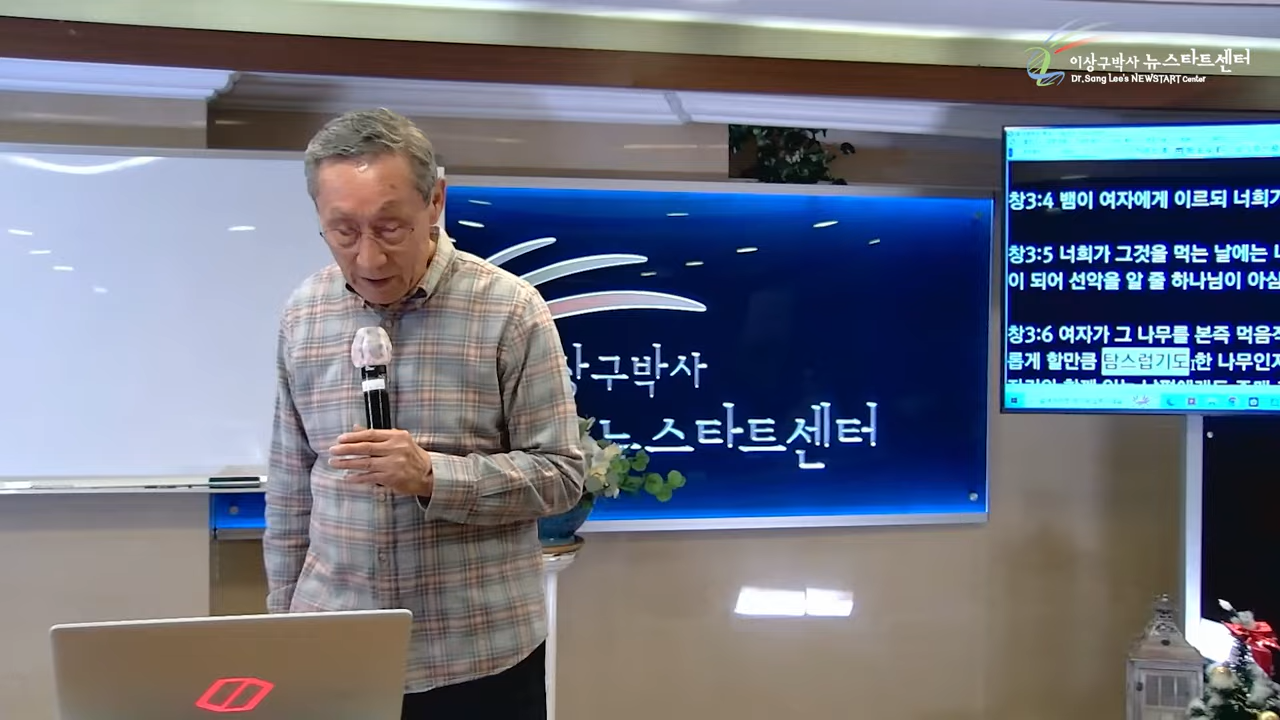 이상구박사 뉴스타트센터
Dr. Sang Lee's NEWSTART Center
창3:4 뱀이 여자에게 이르되 너희가
창3:5 너희가 그것을 먹는 날에는
이 되어 선악을 알 줄 하나님이 아심
창3:6 여자가 그 나무를 본즉 먹음직
롭게 할만큼 탐스럽기도 한 나무인지
상구박사
뉴스타트센터